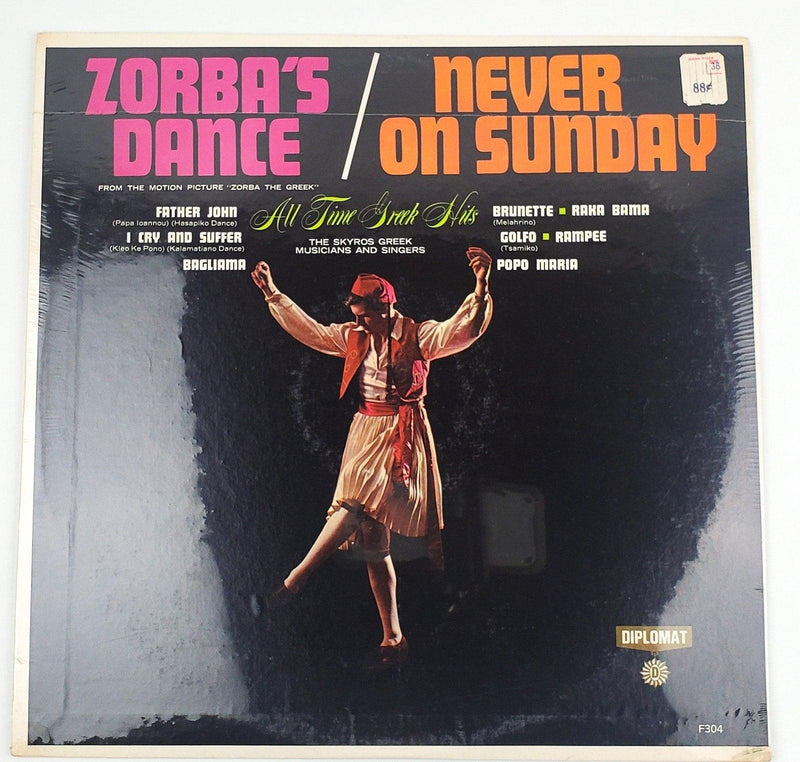 ZORBA'S
DANCE
/
NEVER
ON SUNDAY
38
88¢
FROM THE MOTION PICTURE "ZORBA THE GREEK"
All Time Greek Hits
THE SKYROS GREEK
MUSICIANS AND SINGERS
FATHER JOHN
(Papa Ioannou) (Hasapiko Dance)
I CRY AND SUFFER
(Kleo Ke Pono) (Kalamatiano Dance)
BAGLIAMA
BRUNETTE ▪ RAKA BAMA
(Melahrino)
GOLFO ▪ RAMPEE
(Tsamiko)
POPO MARIA
DIPLOMAT
D
F304